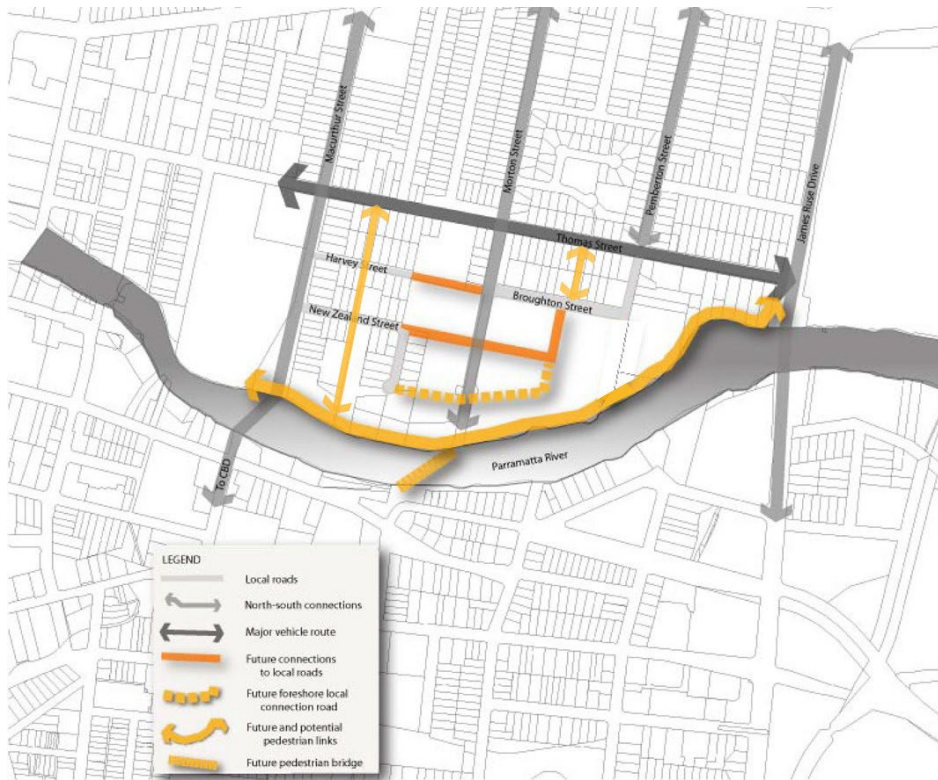 Macurthur Street
Morton Street
Pemberton Street
James Ruse Drive
Thomas Street
Harvey Street
Broughton Street
New Zealand Street
Parramatta River
To CBD
LEGEND
Local roads
North-south connections
Major vehicle route
Future connections
to local roads
Future foreshore local
connection road
Future and potential
pedestrian links
Future pedestrian bridge